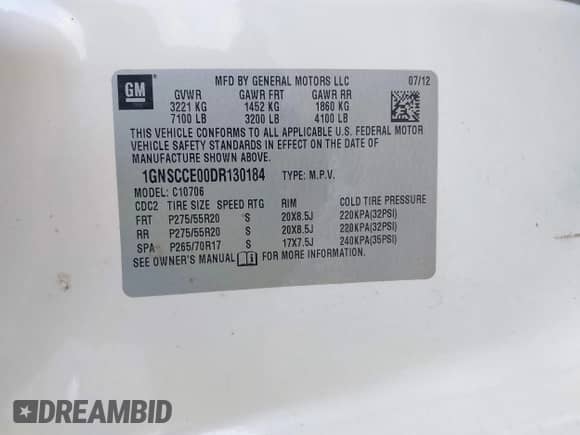 GM
MFD BY GENERAL MOTORS LLC 07/12
GVWR GAWR FRT GAWR RR
3221 KG 1452 KG 1860 KG
7100 LB 3200 LB 4100 LB
THIS VEHICLE CONFORMS TO ALL APPLICABLE U.S. FEDERAL MOTOR
VEHICLE SAFETY STANDARDS IN EFFECT ON THE DATE OF
MANUFACTURE SHOWN ABOVE.
1GNSCCE00DR130184 TYPE: M.P.V.
MODEL: C10706
CDC2 TIRE SIZE SPEED RTG RIM COLD TIRE PRESSURE
FRT P275/55R20 S 20X8.5J 220KPA(32PSI)
RR P275/55R20 S 20X8.5J 220KPA(32PSI)
SPA P265/70R17 S 17X7.5J 240KPA(35PSI)
SEE OWNER'S MANUAL FOR MORE INFORMATION
DREAMBID